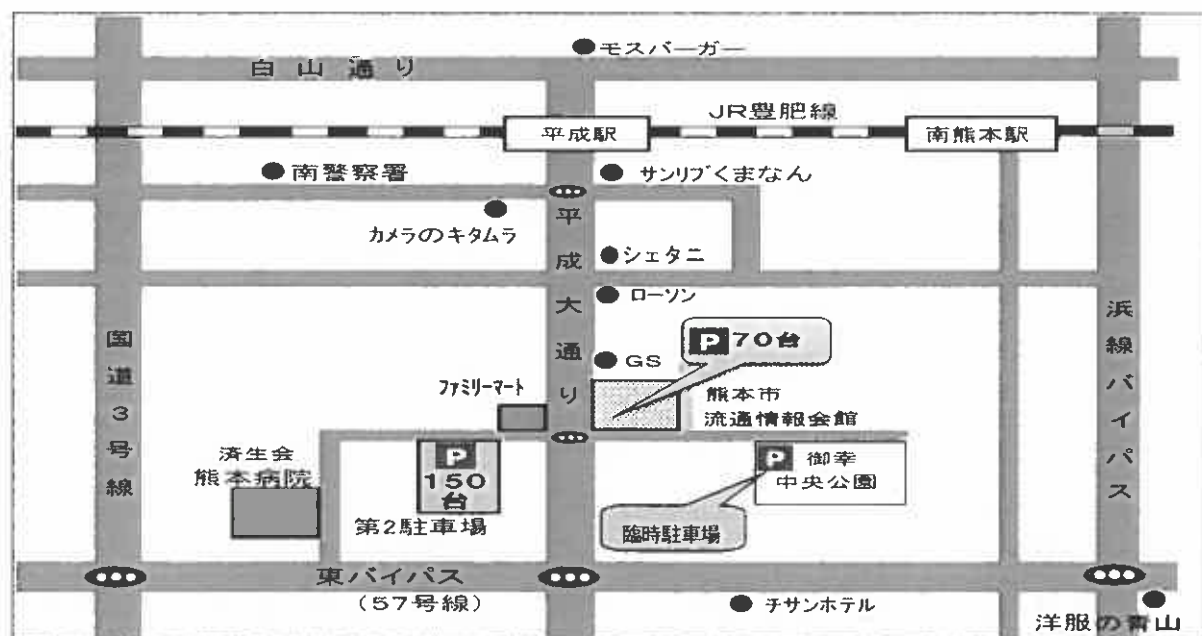 モスバーガー
白山通り
JR豊肥線
平成駅
南熊本駅
南警察署
サンリブくまなん
カメラのキタムラ
平成大通り
シェタニ
ローソン
国道3号線
浜線バイパス
P70台
GS
ファミリーマート
熊本市
流通情報会館
済生会
熊本病院
P
150
台
第2駐車場
P 御幸
中央公園
臨時駐車場
東バイパス
(57号線)
チサンホテル
洋服の青山